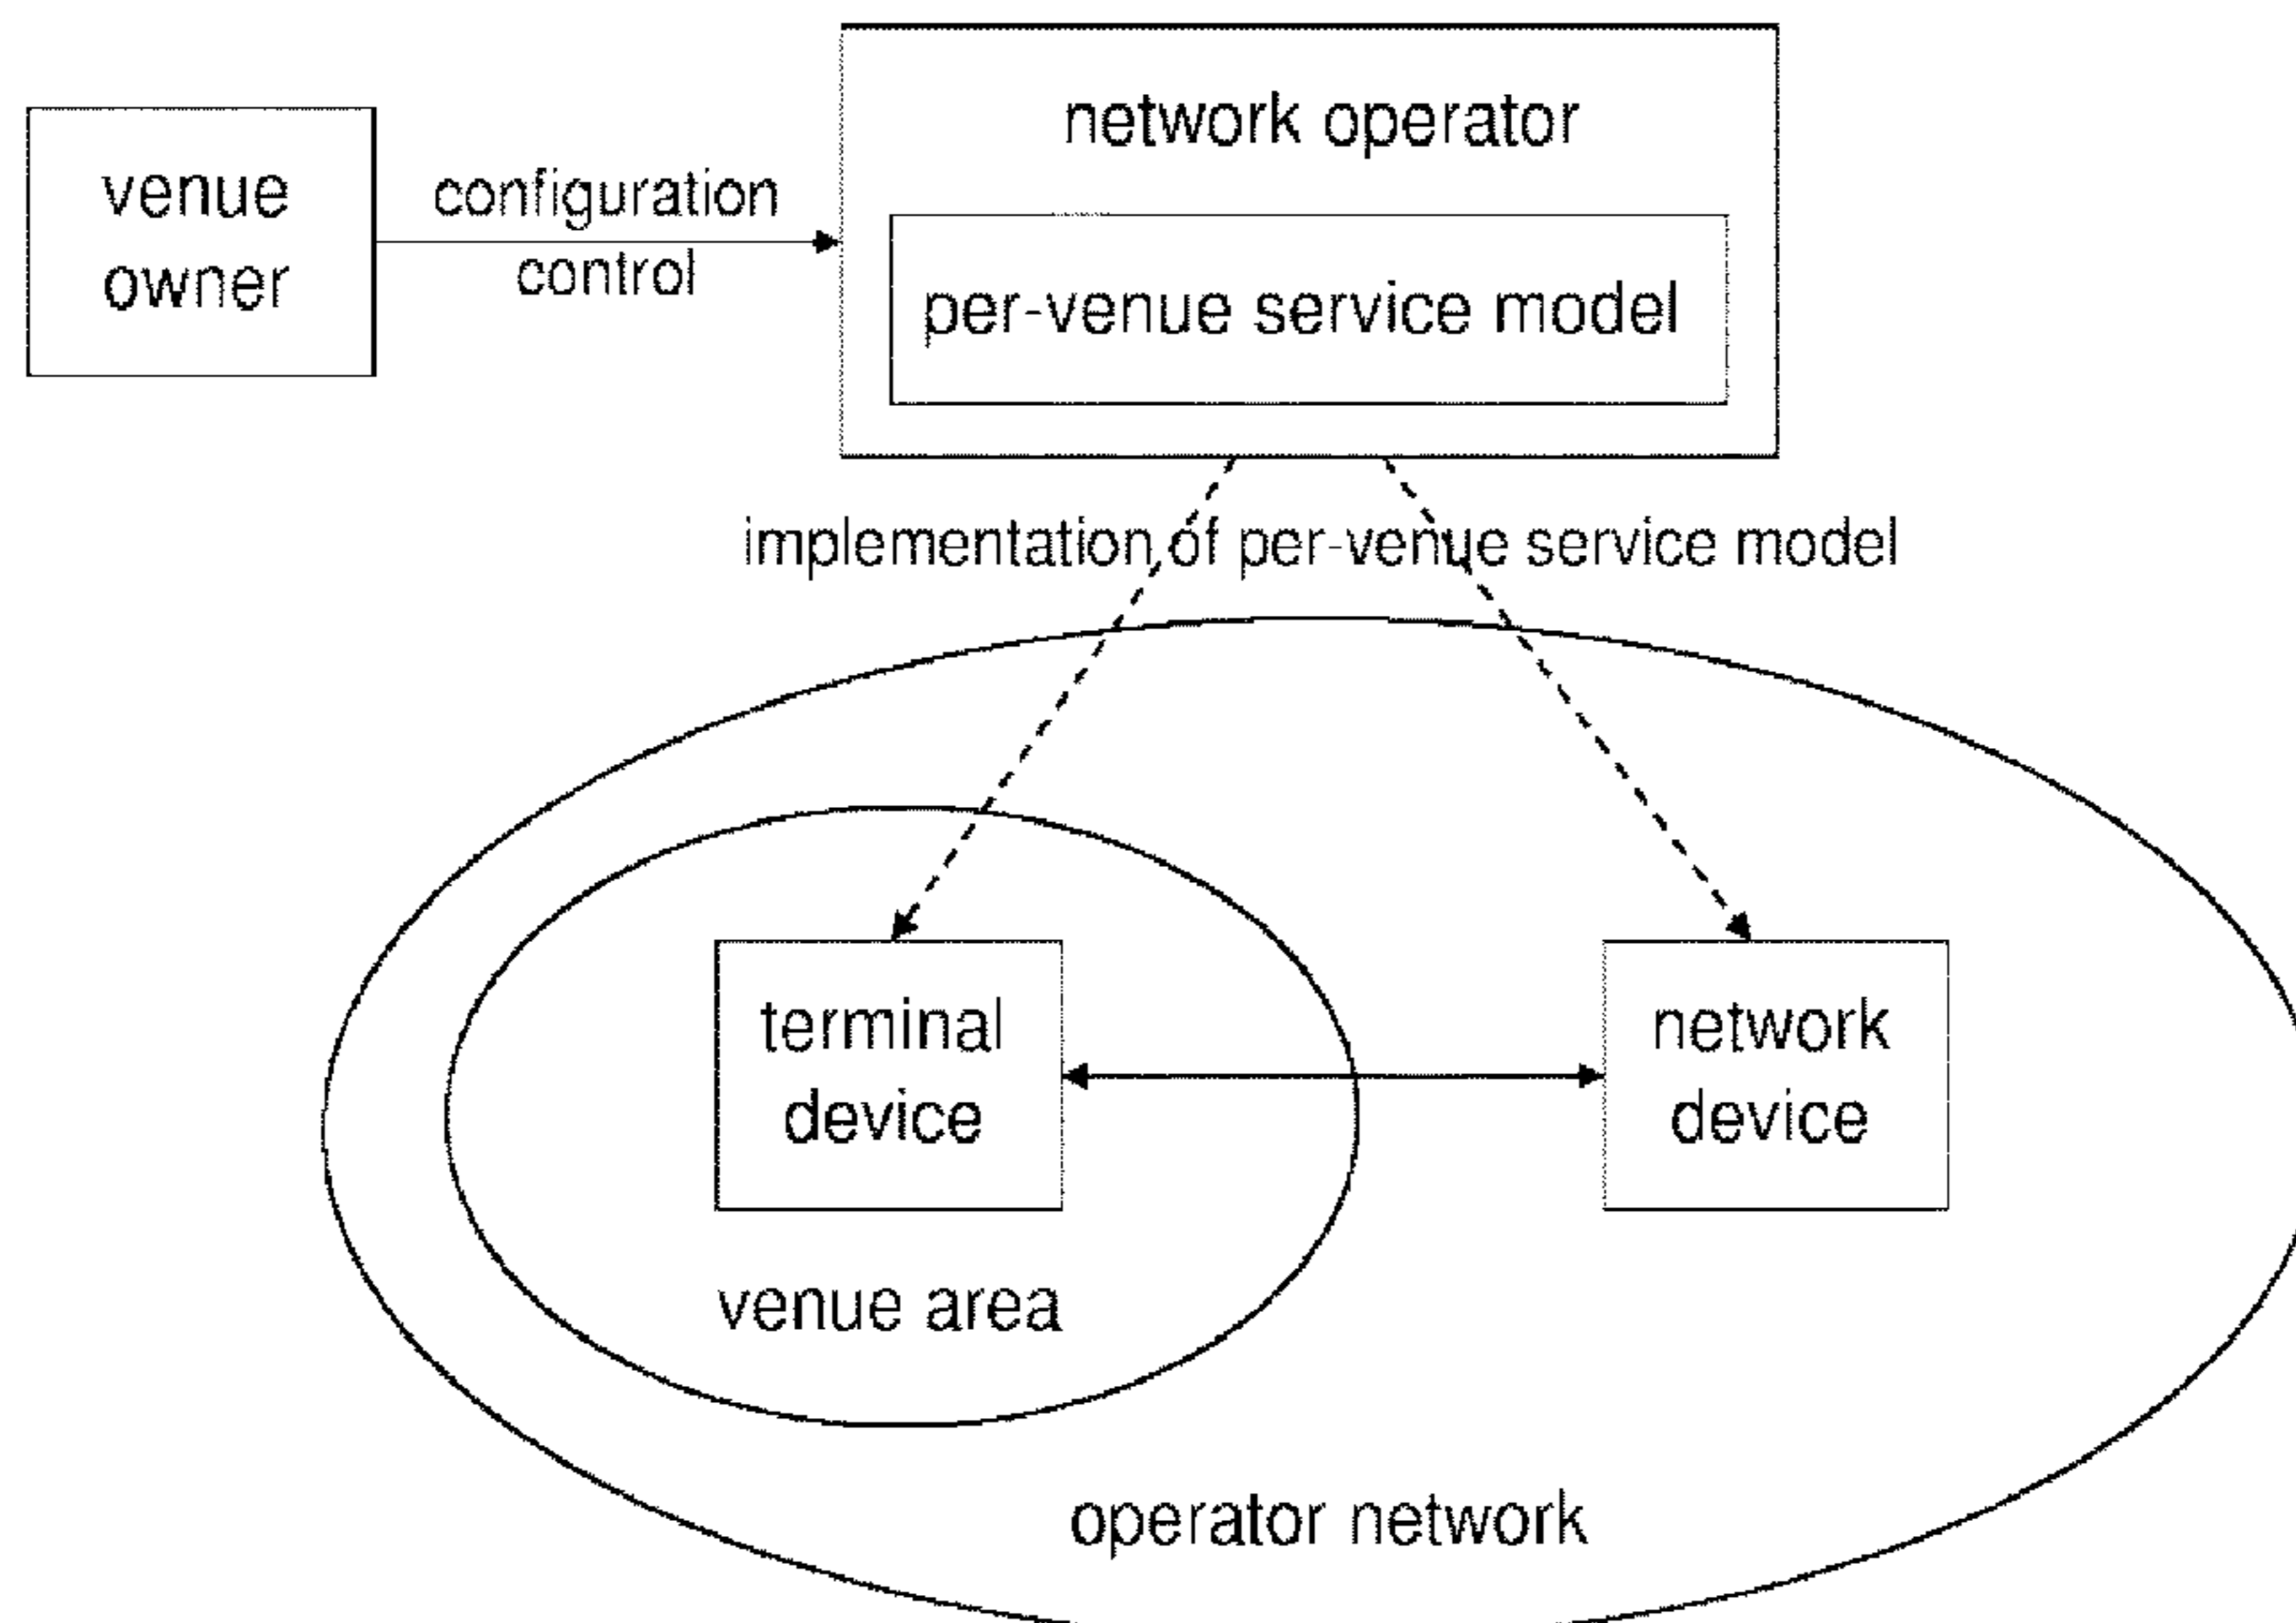 network operator
venue
owner
configuration
control
per-venue service model
implementation of per-venue service model
terminal
device
network
device
venue area
operator network